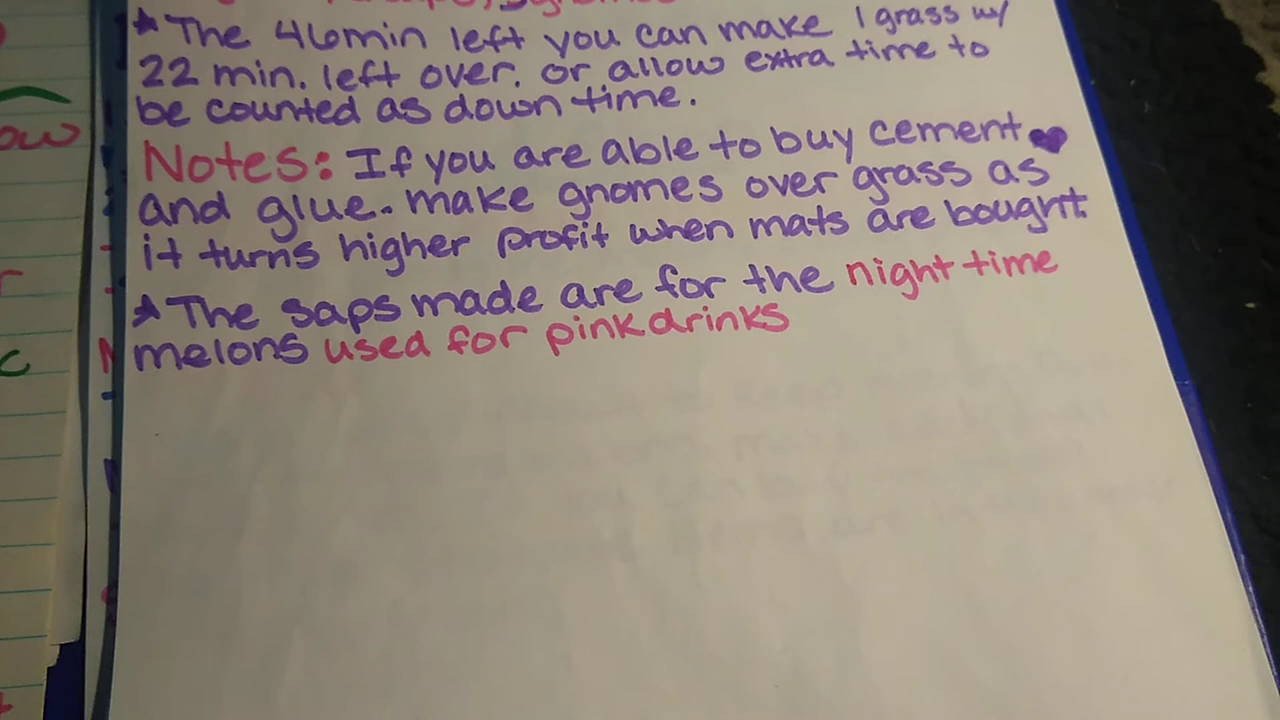 ★ The 46min left you can make 1 grass w/
22 min. left over. or allow extra time to
be counted as down time.
Notes: If you are able to buy cement
and glue.. make gnomes over grass as
it turns higher profit when mats are bought.
★ The saps made are for the night time
melons used for pink drinks
ow
r
c